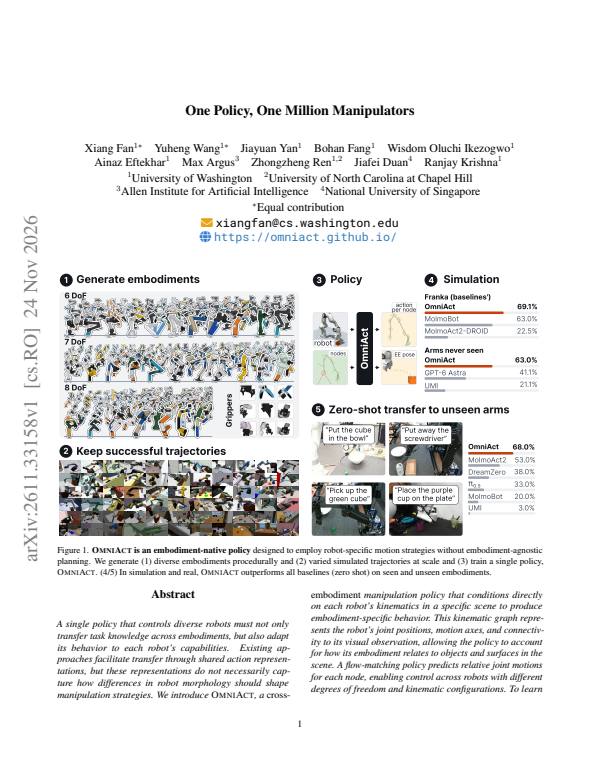 arXiv:2611.33158v1 [cs.RO] 24 Nov 2026
One Policy, One Million Manipulators
Xiang Fan1* Yuheng Wang1* Jiayuan Yan1 Bohan Fang1 Wisdom Oluchi Ikezogwo1
Ainaz Eftekhar1 Max Argus3 Zhongzheng Ren1,2 Jiafei Duan4 Ranjay Krishna1
1University of Washington 2University of North Carolina at Chapel Hill
3Allen Institute for Artificial Intelligence 4National University of Singapore
*Equal contribution
xiangfan@cs.washington.edu
https://omniact.github.io/
1 Generate embodiments
6 DoF
7 DoF
8 DoF
Grippers
2 Keep successful trajectories
3 Policy
action
per node
robot
OmniAct
nodes
EE pose
4 Simulation
Franka (baselines')
OmniAct 69.1%
MolmoBot 63.0%
MolmoAct2-DROID 22.5%
Arms never seen
OmniAct 63.0%
GPT-6 Astra 41.1%
UMI 21.1%
5 Zero-shot transfer to unseen arms
"Put the cube
in the bowl"
"Put away the
screwdriver"
"Pick up the
green cube"
"Place the purple
cup on the plate"
OmniAct 68.0%
MolmoAct2 53.0%
DreamZero 38.0%
π0.5 33.0%
MolmoBot 20.0%
UMI 3.0%
Figure 1. OMNIACT is an embodiment-native policy designed to employ robot-specific motion strategies without embodiment-agnostic
planning. We generate (1) diverse embodiments procedurally and (2) varied simulated trajectories at scale and (3) train a single policy,
OMNIACT. (4/5) In simulation and real, OMNIACT outperforms all baselines (zero shot) on seen and unseen embodiments.
Abstract
A single policy that controls diverse robots must not only
transfer task knowledge across embodiments, but also adapt
its behavior to each robot's capabilities. Existing ap-
proaches facilitate transfer through shared action represen-
tations, but these representations do not necessarily cap-
ture how differences in robot morphology should shape
manipulation strategies. We introduce OMNIACT, a cross-
embodiment manipulation policy that conditions directly
on each robot's kinematics in a specific scene to produce
embodiment-specific behavior. This kinematic graph repre-
sents the robot's joint positions, motion axes, and connectiv-
ity to its visual observation, allowing the policy to account
for how its embodiment relates to objects and surfaces in the
scene. A flow-matching policy predicts relative joint motions
for each node, enabling control across robots with different
degrees of freedom and kinematic configurations. To learn
1